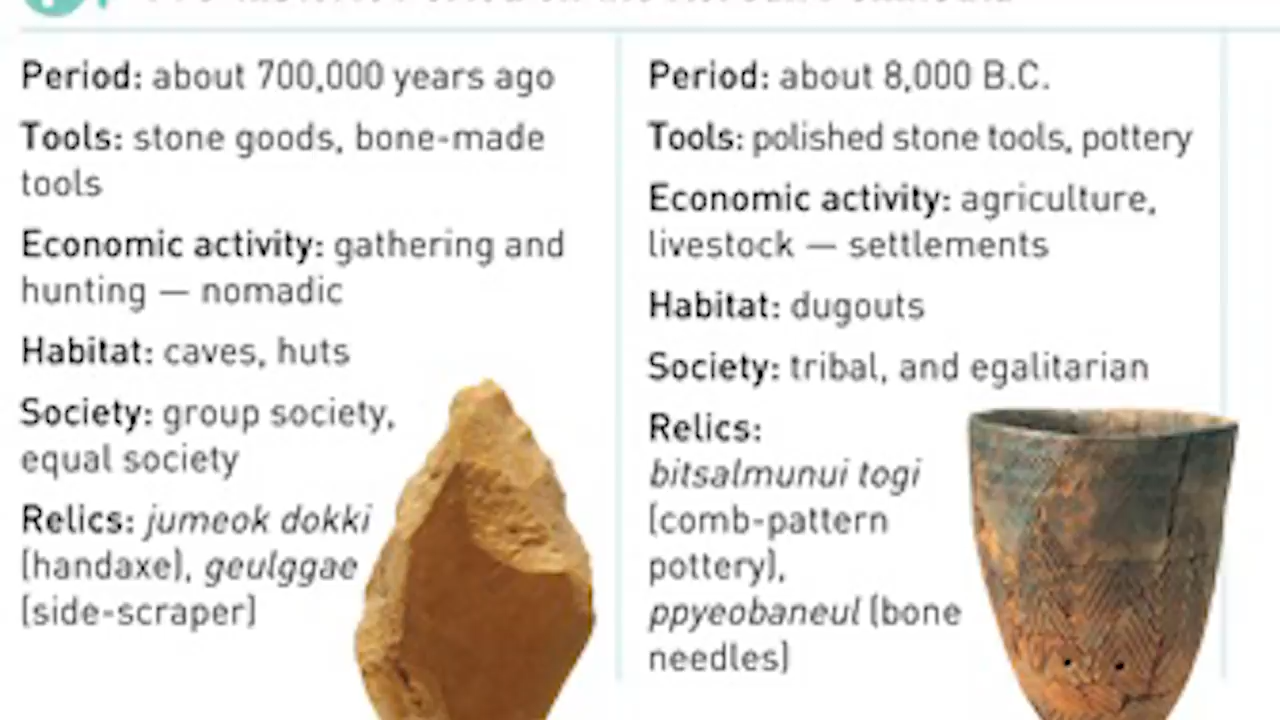 Period: about 700,000 years ago
Tools: stone goods, bone-made
tools
Economic activity: gathering and
hunting — nomadic
Habitat: caves, huts
Society: group society,
equal society
Relics: jumeok dokki
(handaxe), geulggae
(side-scraper)
Period: about 8,000 B.C.
Tools: polished stone tools, pottery
Economic activity: agriculture,
livestock — settlements
Habitat: dugouts
Society: tribal, and egalitarian
Relics:
bitsalmunui togi
(comb-pattern
pottery),
ppyeobaneul (bone
needles)